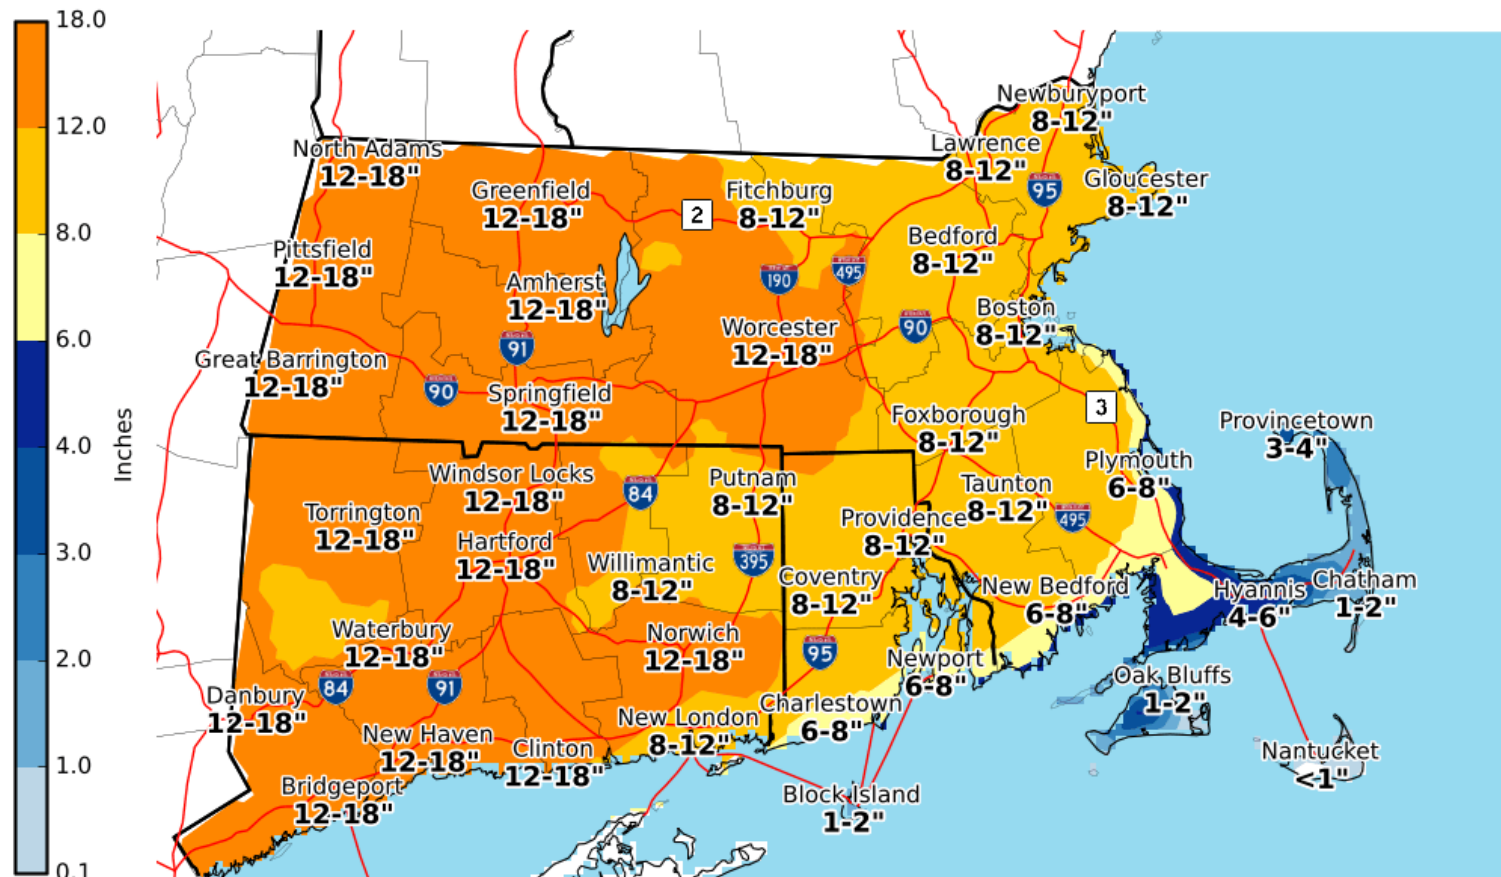 18.0
12.0
8.0
6.0
4.0
3.0
2.0
1.0
0.1
Inches
Newburyport
8-12"
Lawrence
8-12"
North Adams
12-18"
95
Gloucester
8-12"
Greenfield
12-18"
2
Fitchburg
8-12"
Bedford
8-12"
Pittsfield
12-18"
190
495
Amherst
12-18"
Boston
8-12"
Worcester
12-18"
90
91
Great Barrington
12-18"
90
Springfield
12-18"
Foxborough
8-12"
3
Provincetown
3-4"
Plymouth
6-8"
Windsor Locks
12-18"
84
Putnam
8-12"
Taunton
8-12"
495
Torrington
12-18"
Providence
8-12"
Hartford
12-18"
Willimantic
8-12"
395
Coventry
8-12"
New Bedford
6-8"
Hyannis
4-6"
Chatham
1-2"
Waterbury
12-18"
Norwich
12-18"
95
Newport
6-8"
Oak Bluffs
1-2"
Danbury
12-18"
84
91
New London
8-12"
Charlestown
6-8"
New Haven
12-18"
Clinton
12-18"
Nantucket
<1"
Bridgeport
12-18"
Block Island
1-2"